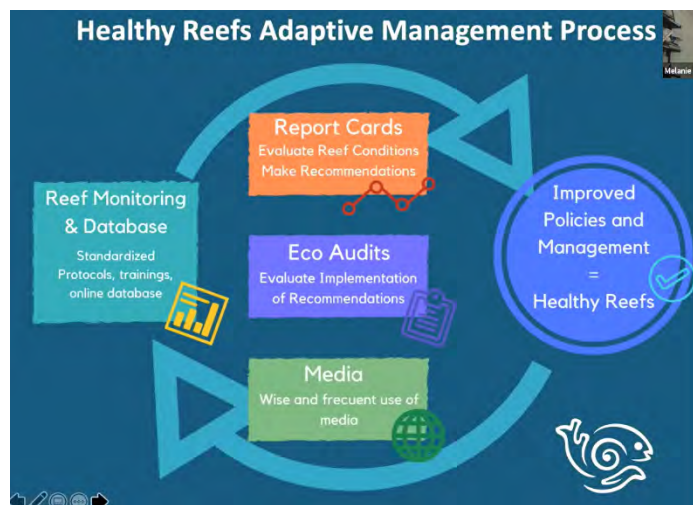 Healthy Reefs Adaptive Management Process
Melanie
Report Cards
Evaluate Reef Conditions
Make Recommendations
Reef Monitoring
& Database
Standardized
Protocols, trainings,
online database
Eco Audits
Evaluate Implementation
of Recommendations
Media
Wise and frecuent use of
media
Improved
Policies and
Management
=
Healthy Reefs